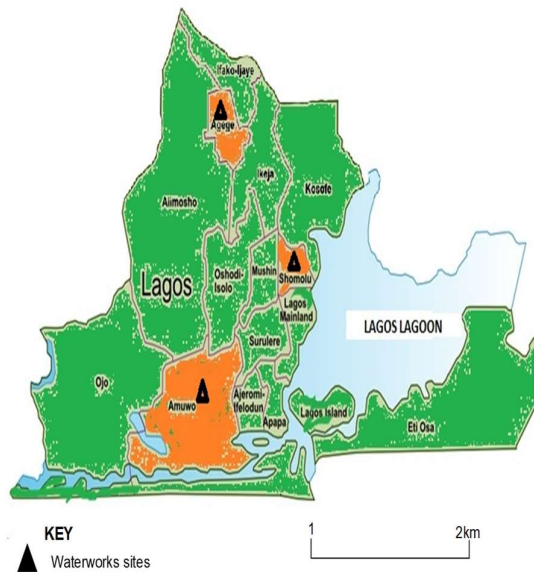 Ifako-Ijaye
Agege
Ikeja
Kosofe
Alimosho
Oshodi-
Isolo
Mushin
Shomolu
Lagos
Lagos
Mainland
LAGOS LAGOON
Surulere
Ojo
Amuwo
Ajeromi-
Ifelodun
Apapa
Lagos Island
Eti Osa
KEY
Waterworks sites
1
2km